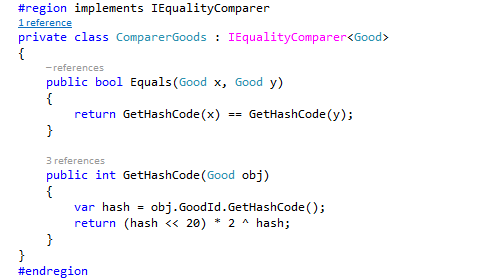 #region implements IEqualityComparer
1 reference
private class ComparerGoods : IEqualityComparer<Good>
{
–references
public bool Equals(Good x, Good y)
{
return GetHashCode(x) == GetHashCode(y);
}
3 references
public int GetHashCode(Good obj)
{
var hash = obj.GoodId.GetHashCode();
return (hash << 20) * 2 ^ hash;
}
}
#endregion